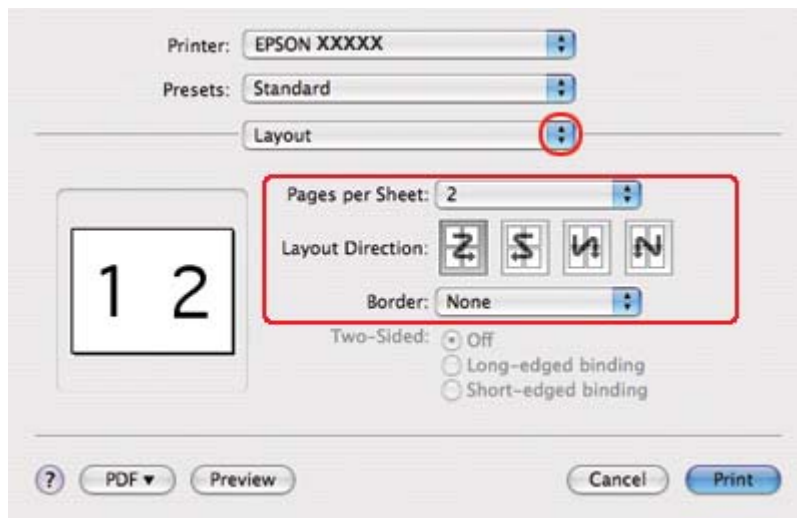 Printer: EPSON XXXXX
Presets: Standard
Layout
Pages per Sheet: 2
Layout Direction:
Border: None
1 2
Two-Sided: Off
Long-edged binding
Short-edged binding
? PDF▼ Preview Cancel Print